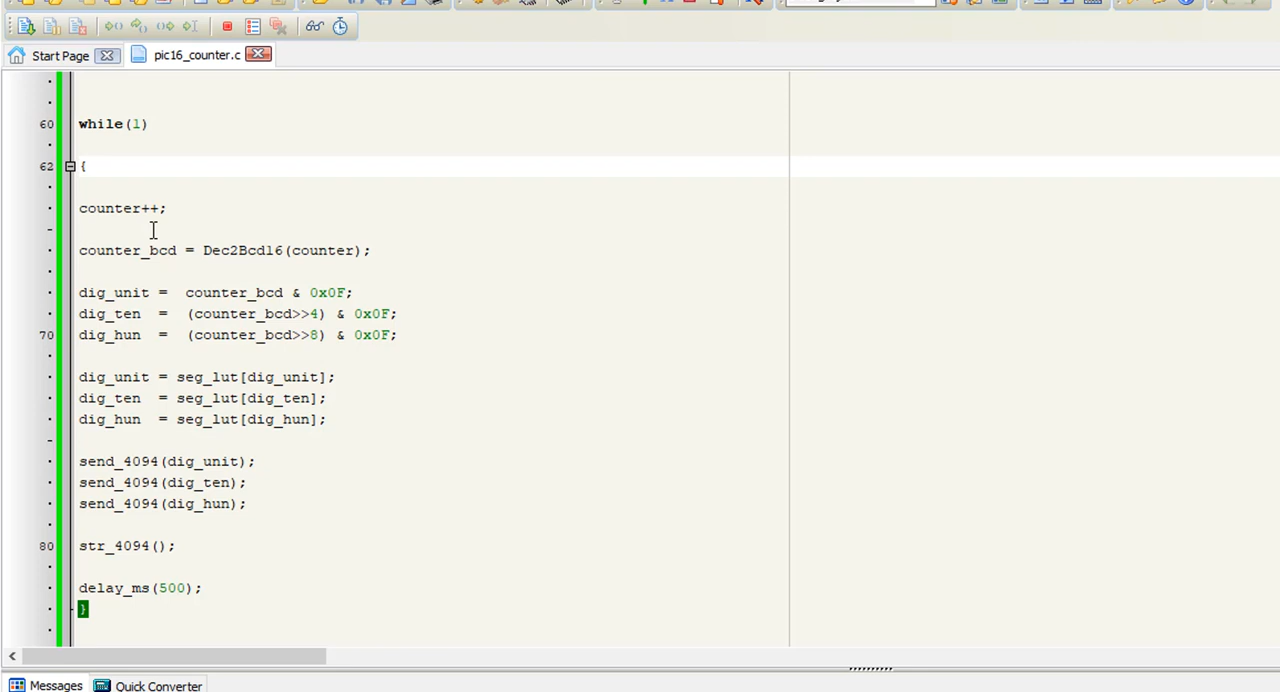 Start Page
pic16_counter.c
60 while(1)
62 {
counter++;
counter_bcd = Dec2Bcd16(counter);
dig_unit =  counter_bcd & 0x0F;
dig_ten  =  (counter_bcd>>4) & 0x0F;
70 dig_hun  =  (counter_bcd>>8) & 0x0F;
dig_unit = seg_lut[dig_unit];
dig_ten  = seg_lut[dig_ten];
dig_hun  = seg_lut[dig_hun];
send_4094(dig_unit);
send_4094(dig_ten);
send_4094(dig_hun);
80 str_4094();
delay_ms(500);
}
Messages
Quick Converter